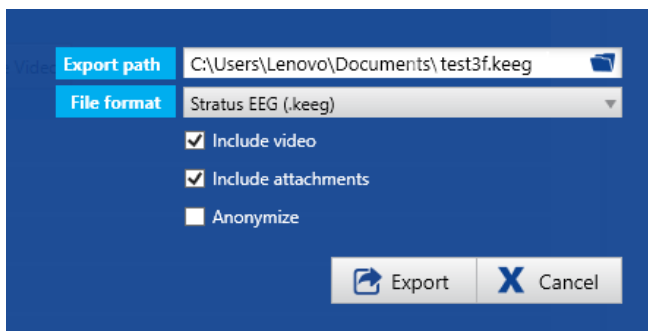 Export path C:\Users\Lenovo\Documents\test3f.keeg
File format Stratus EEG (.keeg)
Include video
Include attachments
Anonymize
Export X Cancel